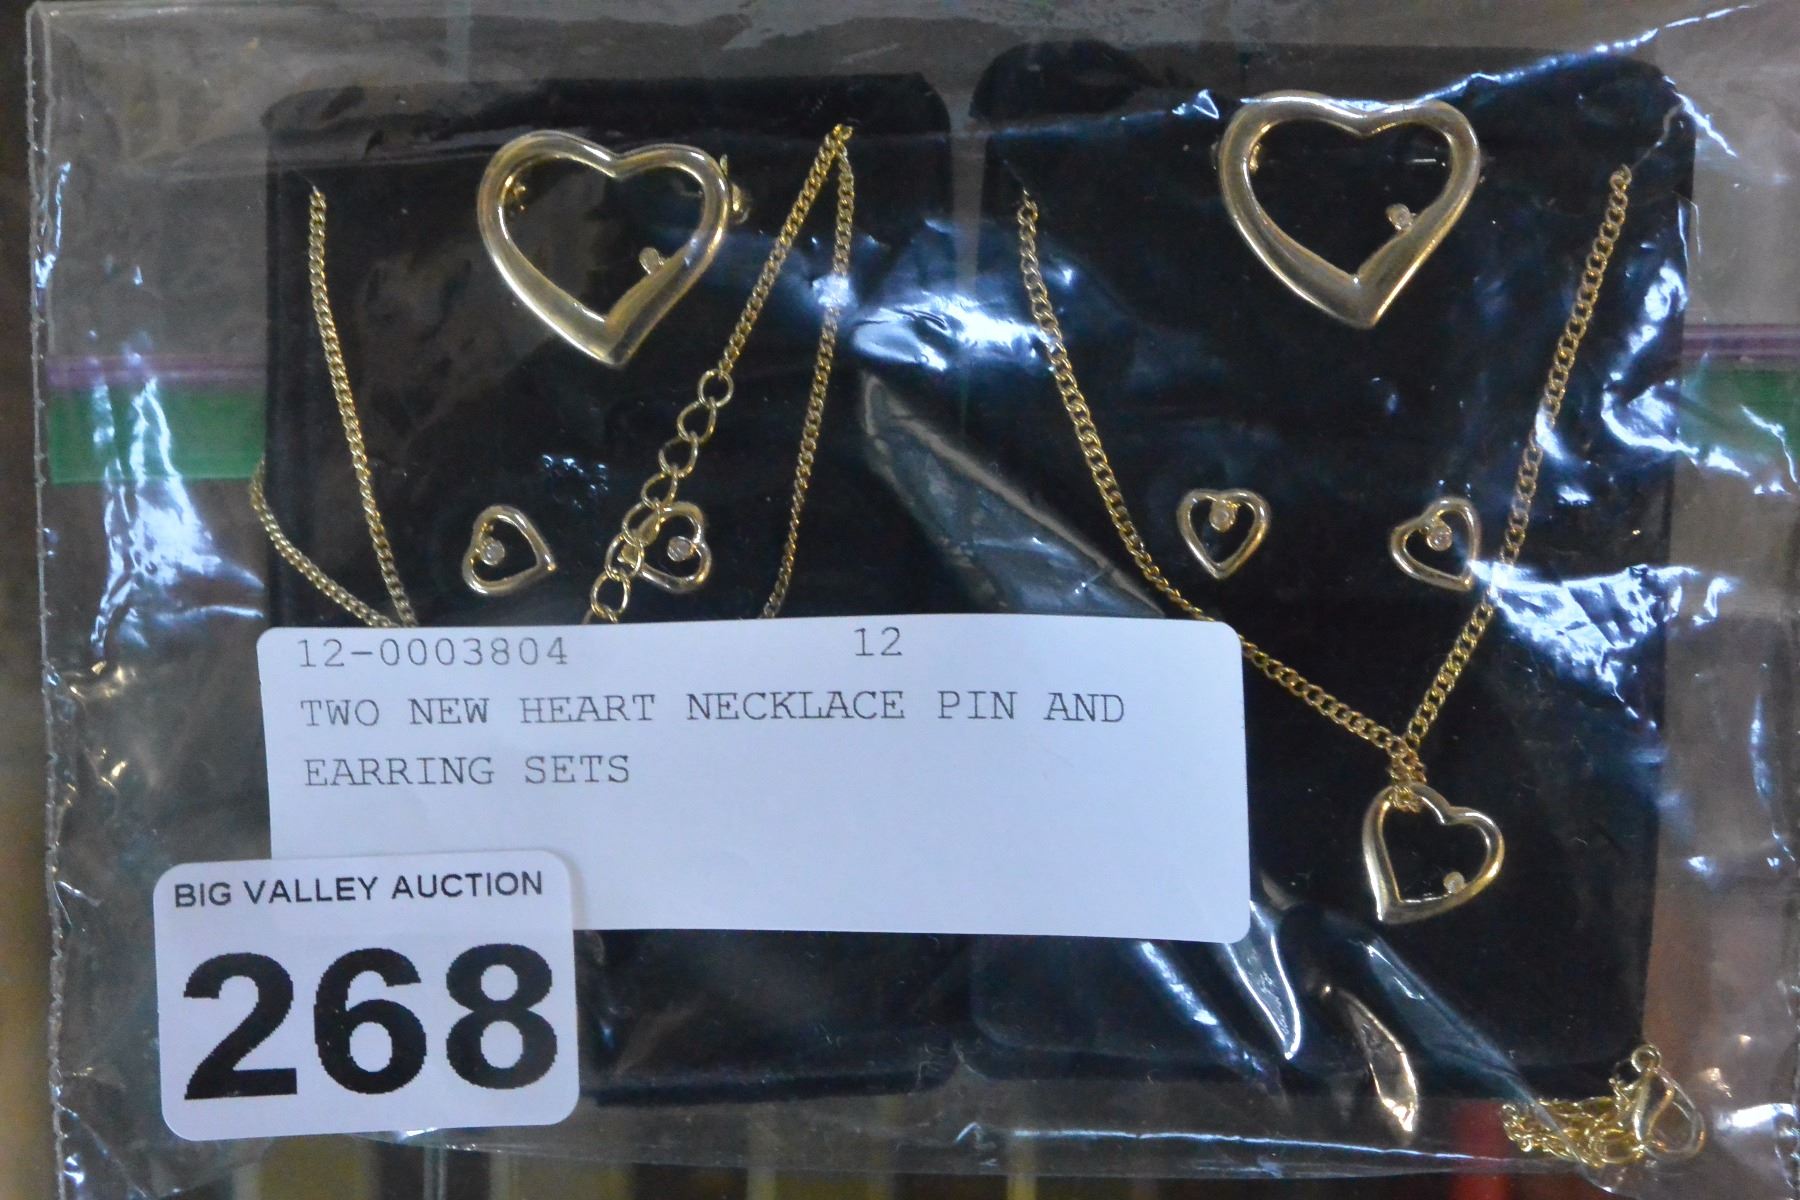 12-0003804 12
TWO NEW HEART NECKLACE PIN AND
EARRING SETS
BIG VALLEY AUCTION
268